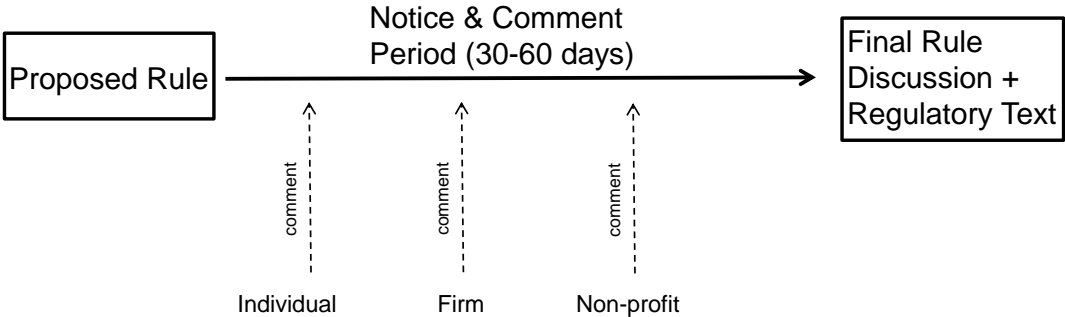 Notice & Comment
Period (30-60 days)
Proposed Rule
Final Rule
Discussion +
Regulatory Text
comment
comment
comment
Individual
Firm
Non-profit